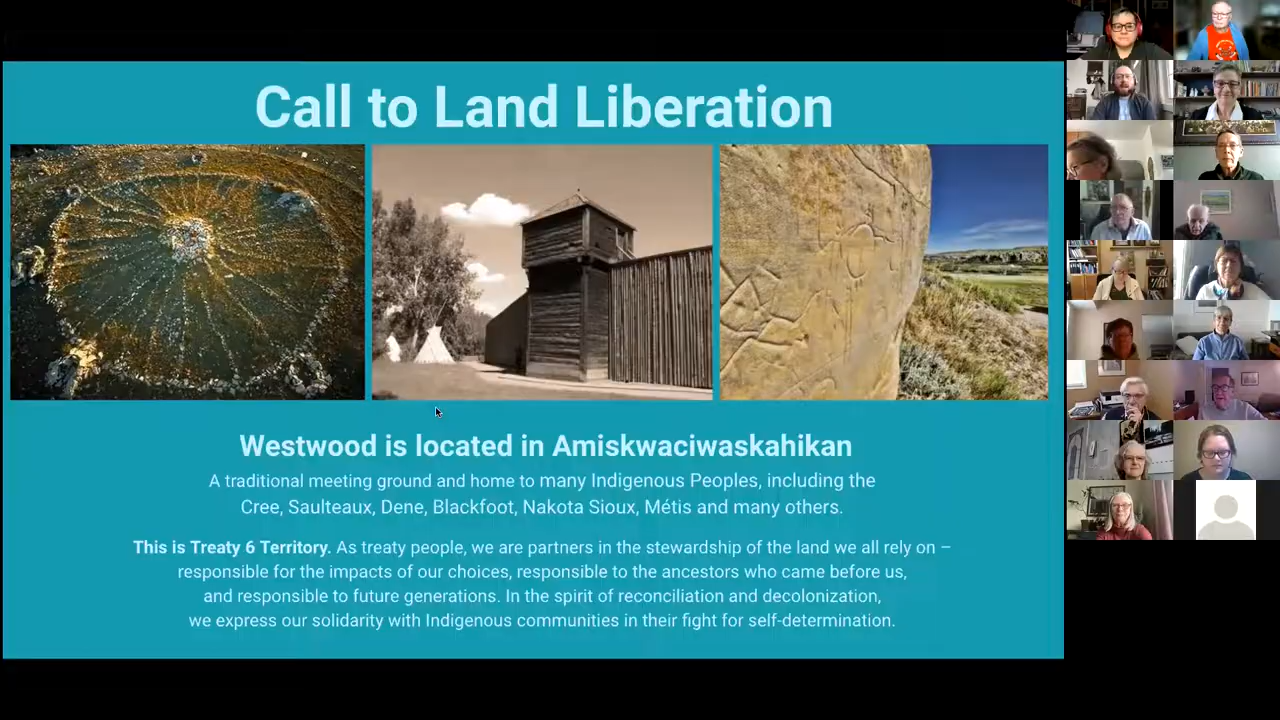 Call to Land Liberation
Westwood is located in Amiskwaciwaskahikan
A traditional meeting ground and home to many Indigenous Peoples, including the
Cree, Saulteaux, Dene, Blackfoot, Nakota Sioux, Métis and many others.
This is Treaty 6 Territory. As treaty people, we are partners in the stewardship of the land we all rely on –
responsible for the impacts of our choices, responsible to the ancestors who came before us,
and responsible to future generations. In the spirit of reconciliation and decolonization,
we express our solidarity with Indigenous communities in their fight for self-determination.